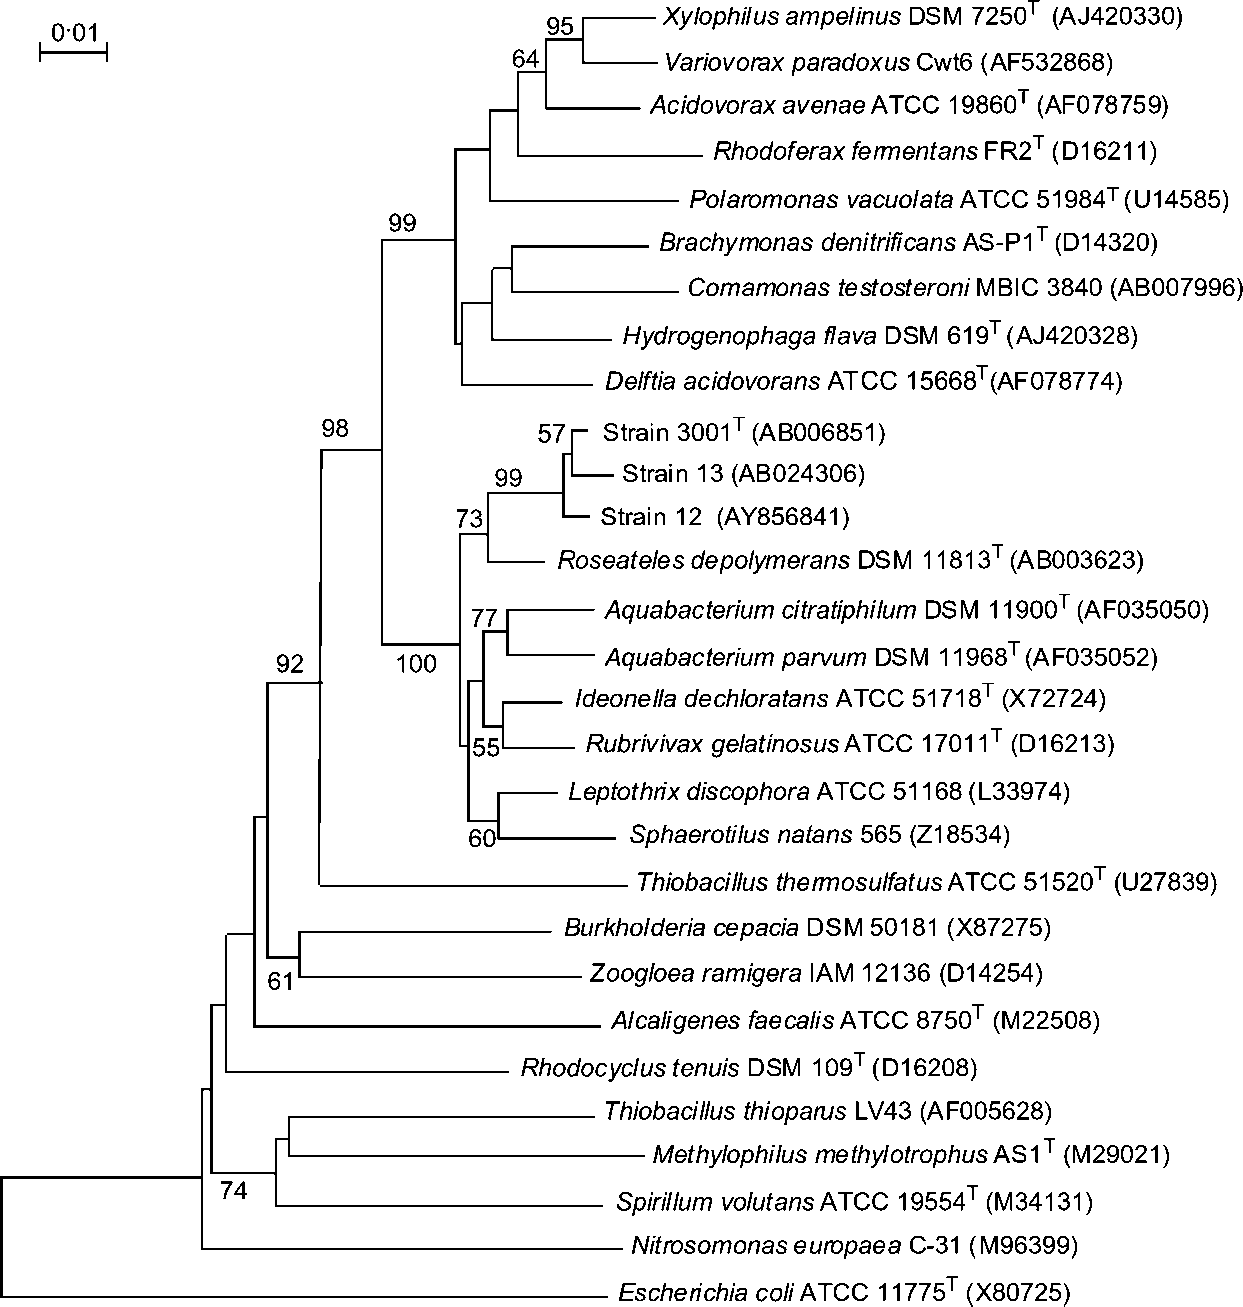 0·01
Xylophilus ampelinus DSM 7250T (AJ420330)
95
Variovorax paradoxus Cwt6 (AF532868)
64
Acidovorax avenae ATCC 19860T (AF078759)
Rhodoferax fermentans FR2T (D16211)
Polaromonas vacuolata ATCC 51984T (U14585)
99
Brachymonas denitrificans AS-P1T (D14320)
Comamonas testosteroni MBIC 3840 (AB007996)
Hydrogenophaga flava DSM 619T (AJ420328)
Delftia acidovorans ATCC 15668T(AF078774)
98
57
Strain 3001T (AB006851)
Strain 13 (AB024306)
99
Strain 12 (AY856841)
73
Roseateles depolymerans DSM 11813T (AB003623)
Aquabacterium citratiphilum DSM 11900T (AF035050)
77
Aquabacterium parvum DSM 11968T (AF035052)
92
100
Ideonella dechloratans ATCC 51718T (X72724)
Rubrivivax gelatinosus ATCC 17011T (D16213)
55
Leptothrix discophora ATCC 51168 (L33974)
Sphaerotilus natans 565 (Z18534)
60
Thiobacillus thermosulfatus ATCC 51520T (U27839)
Burkholderia cepacia DSM 50181 (X87275)
Zoogloea ramigera IAM 12136 (D14254)
61
Alcaligenes faecalis ATCC 8750T (M22508)
Rhodocyclus tenuis DSM 109T (D16208)
Thiobacillus thioparus LV43 (AF005628)
Methylophilus methylotrophus AS1T (M29021)
74
Spirillum volutans ATCC 19554T (M34131)
Nitrosomonas europaea C-31 (M96399)
Escherichia coli ATCC 11775T (X80725)